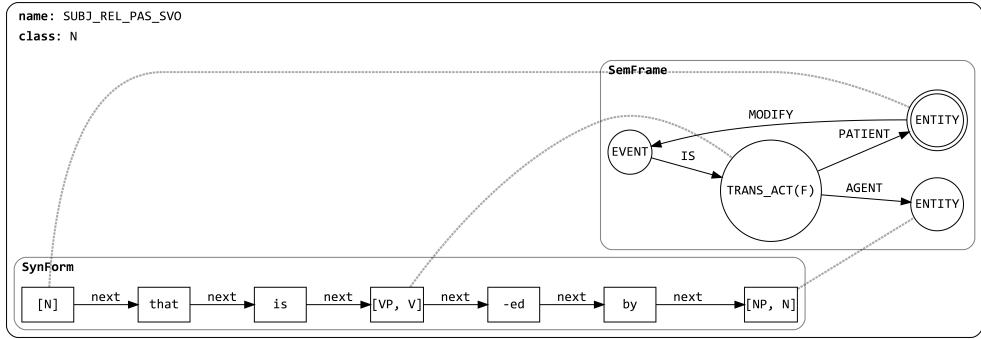 name: SUBJ_REL_PAS_SVO
class: N
SemFrame
MODIFY
ENTITY
PATIENT
EVENT
IS
TRANS_ACT(F)
AGENT
ENTITY
SynForm
[N] next that next is next [VP, V] next -ed next by next [NP, N]